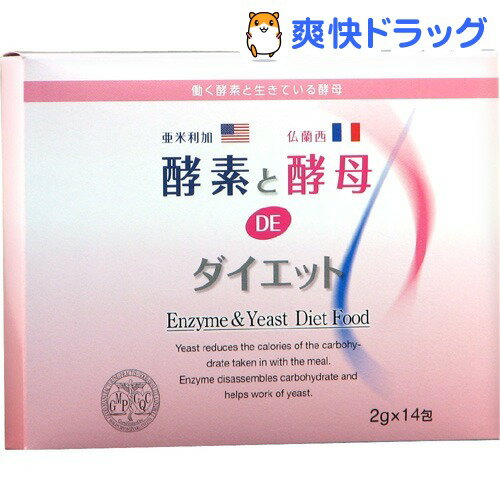 爽快ドラッグ
働く酵素と生きている酵母
亜米利加 仏蘭西
酵素と酵母
DE
ダイエット
Enzyme & Yeast Diet Food
Yeast reduces the calories of the carbohy-
drate taken in with the meal.
Enzyme disassembles carbohydrate and
helps work of yeast.
GMP
2g×14包